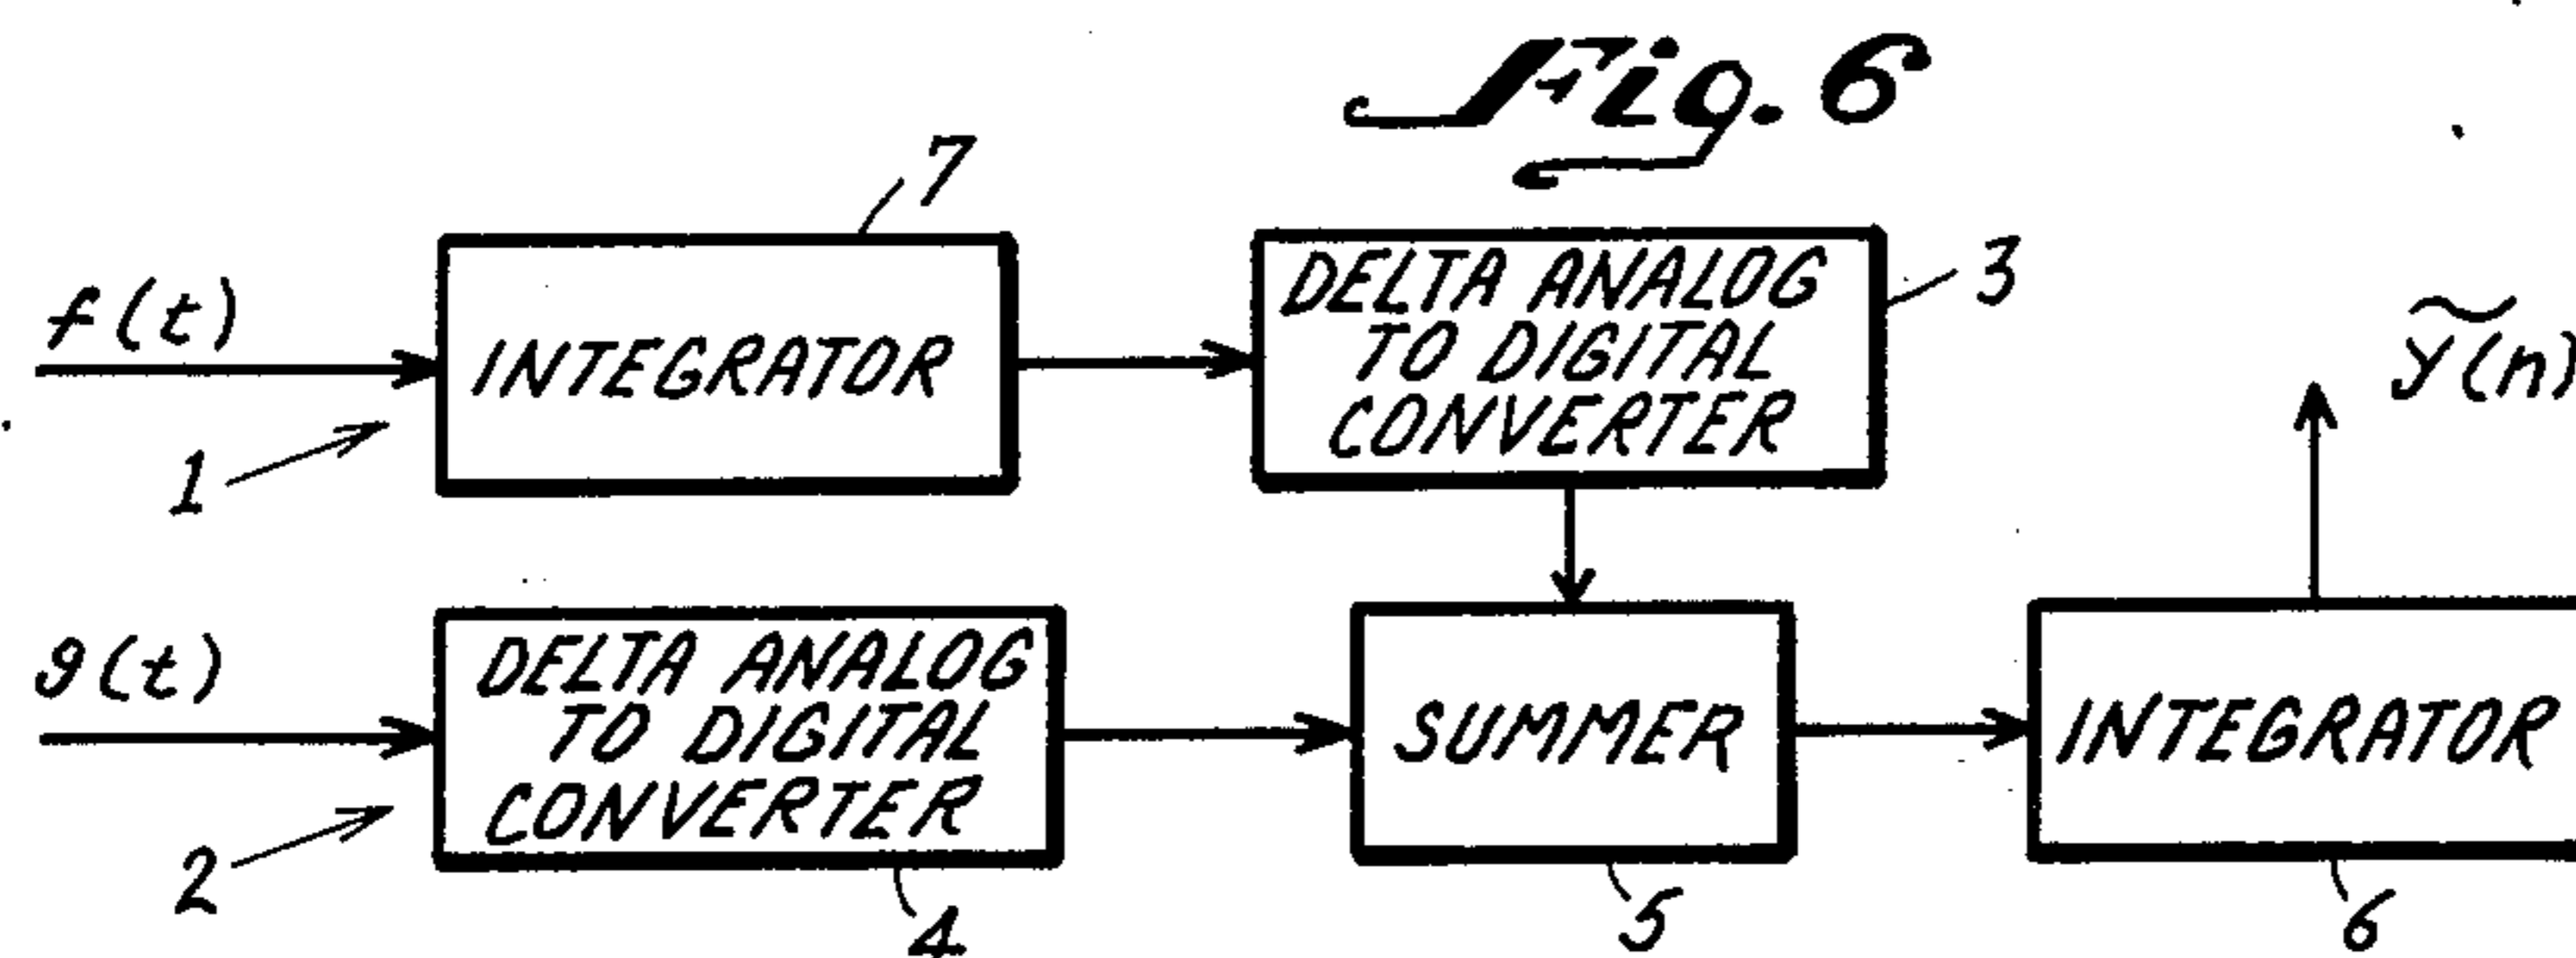 Fig. 6
7
f(t)
INTEGRATOR
1
DELTA ANALOG
TO DIGITAL
CONVERTER
3
ỹ(n)
g(t)
DELTA ANALOG
TO DIGITAL
CONVERTER
2
4
SUMMER
5
INTEGRATOR
6